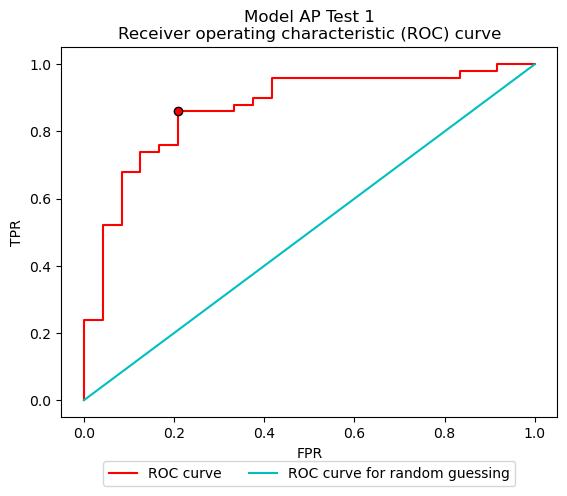 Model AP Test 1
Receiver operating characteristic (ROC) curve
1.0
0.8
0.6
0.4
0.2
0.0
TPR
0.0 0.2 0.4 0.6 0.8 1.0
FPR
ROC curve ROC curve for random guessing